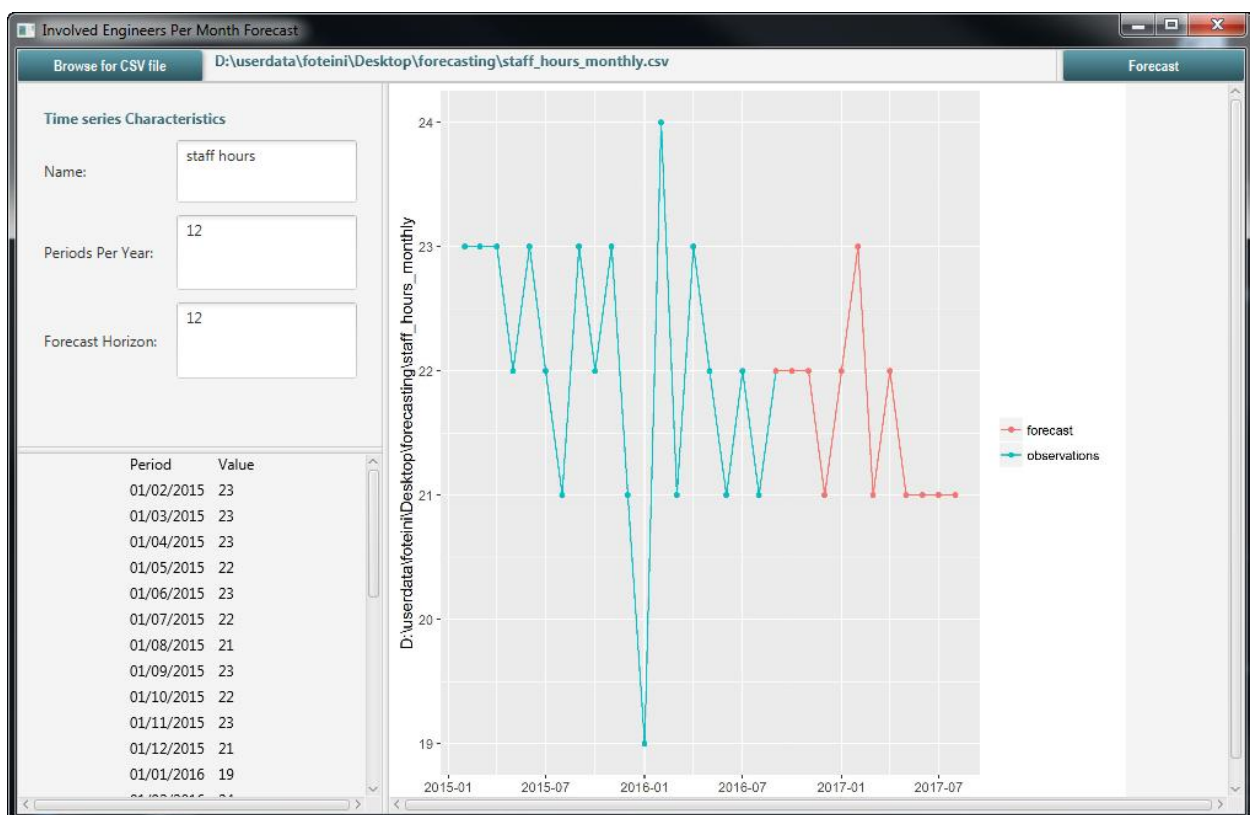 Involved Engineers Per Month Forecast
Browse for CSV file
D:\userdata\foteini\Desktop\forecasting\staff_hours_monthly.csv
Forecast
Time series Characteristics
Name:
staff hours
Periods Per Year:
12
Forecast Horizon:
12
Period Value
01/02/2015 23
01/03/2015 23
01/04/2015 23
01/05/2015 22
01/06/2015 23
01/07/2015 22
01/08/2015 21
01/09/2015 23
01/10/2015 22
01/11/2015 23
01/12/2015 21
01/01/2016 19
D:\userdata\foteini\Desktop\forecasting\staff_hours_monthly
24
23
22
21
20
19
2015-01 2015-07 2016-01 2016-07 2017-01 2017-07
forecast
observations